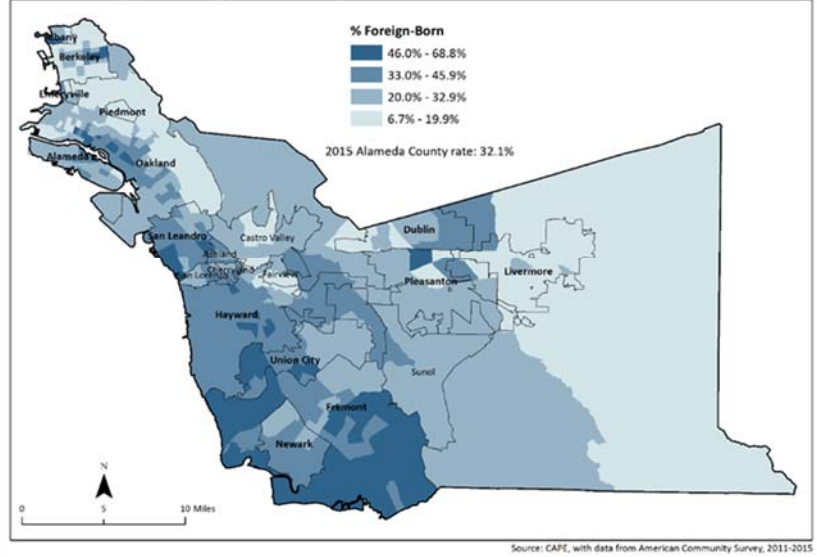 % Foreign-Born
46.0% - 68.8%
33.0% - 45.9%
20.0% - 32.9%
6.7% - 19.9%
2015 Alameda County rate: 32.1%
Albany
Berkeley
Emeryville
Piedmont
Alameda
Oakland
San Leandro
Castro Valley
Dublin
Ashland
Cherryland
San Lorenzo
Fairview
Pleasanton
Livermore
Hayward
Union City
Sunol
Fremont
Newark
N
0 5 10 Miles
Source: CAPE, with data from American Community Survey, 2011-2015